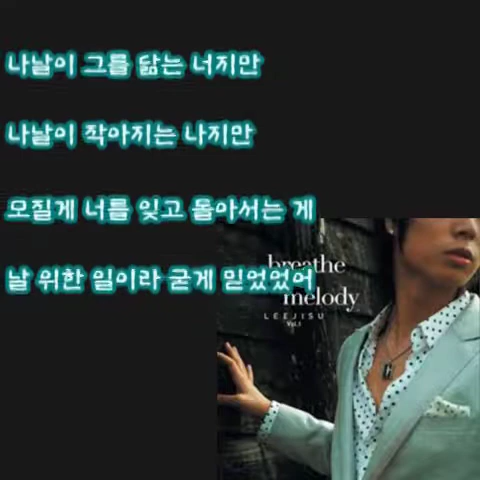 나날이 그를 닮는 너지만
나날이 작아지는 나지만
모질게 너를 잊고 돌아서는 게
날 위한 일이라 굳게 믿었었어
breathe
melody
LEEJISU
Vol.1